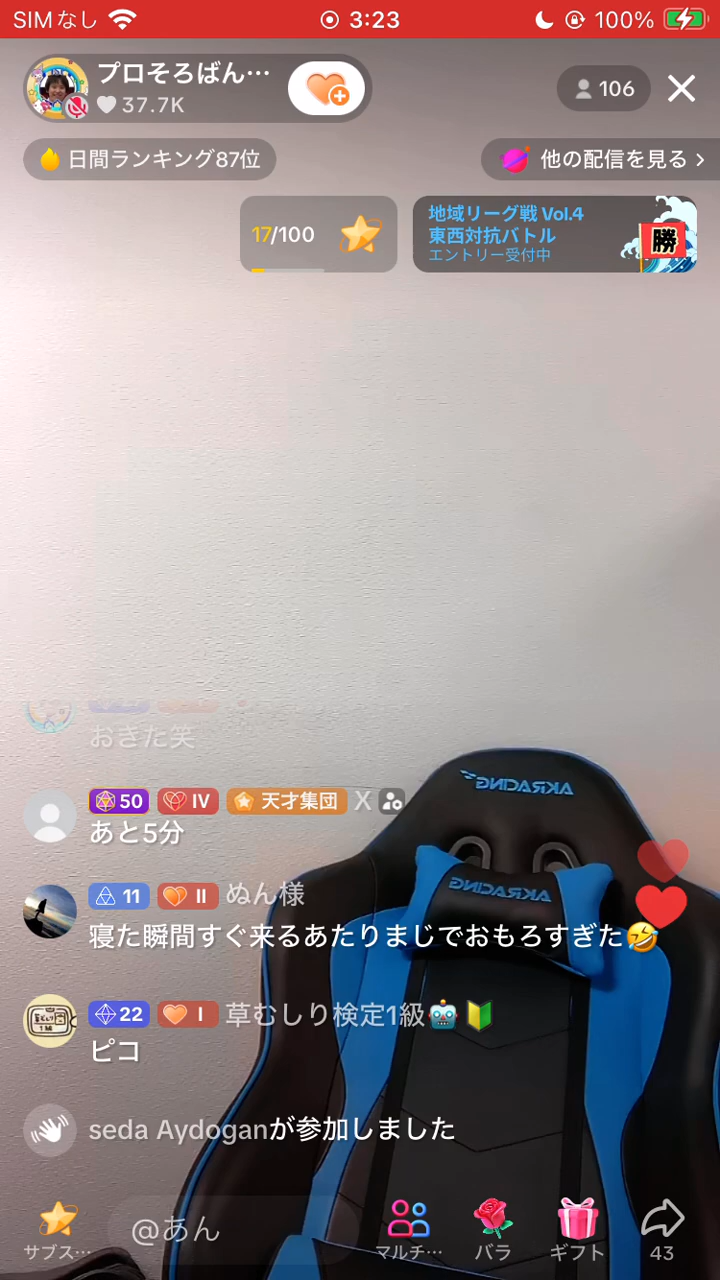 SIMなし 3:23 100%
プロそろばん…
37.7K
106
日間ランキング87位
他の配信を見る
17/100
地域リーグ戦 Vol.4
東西対抗バトル
エントリー受付中
勝
おきた笑
50 IV 天才集団 X
あと5分
11 II ぬん様
寝た瞬間すぐ来るあたりまじでおもろすぎた🤣
22 I 草むしり検定1級🤖🔰
ピコ
seda Aydoganが参加しました
AKRACING
AKRACING
@あん
サブス… マルチ… バラ ギフト 43